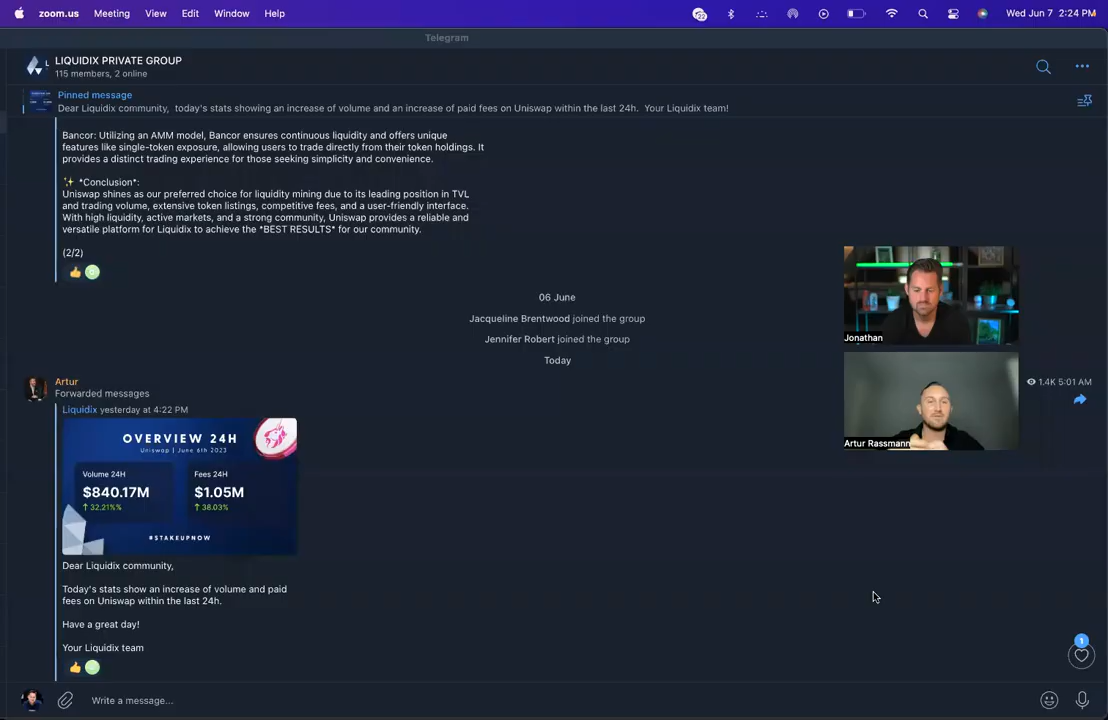 zoom.us Meeting View Edit Window Help
22
Wed Jun 7 2:24 PM
Telegram
LIQUIDIX PRIVATE GROUP
115 members, 2 online
Pinned message
Dear Liquidix community, today's stats showing an increase of volume and an increase of paid fees on Uniswap within the last 24h. Your Liquidix team!
Bancor: Utilizing an AMM model, Bancor ensures continuous liquidity and offers unique
features like single-token exposure, allowing users to trade directly from their token holdings. It
provides a distinct trading experience for those seeking simplicity and convenience.
✨ *Conclusion*:
Uniswap shines as our preferred choice for liquidity mining due to its leading position in TVL
and trading volume, extensive token listings, competitive fees, and a user-friendly interface.
With high liquidity, active markets, and a strong community, Uniswap provides a reliable and
versatile platform for Liquidix to achieve the *BEST RESULTS* for our community.
(2/2)
06 June
Jacqueline Brentwood joined the group
Jennifer Robert joined the group
Today
Jonathan
Artur Rassmann
1.4K 5:01 AM
Artur
Forwarded messages
Liquidix yesterday at 4:22 PM
OVERVIEW 24H
Uniswap | June 6th 2023
Volume 24H
$840.17M
↑ 32.21%%
Fees 24H
$1.05M
↑ 38.03%
#STAKEUPNOW
Dear Liquidix community,
Today's stats show an increase of volume and paid
fees on Uniswap within the last 24h.
Have a great day!
Your Liquidix team
1
Write a message...